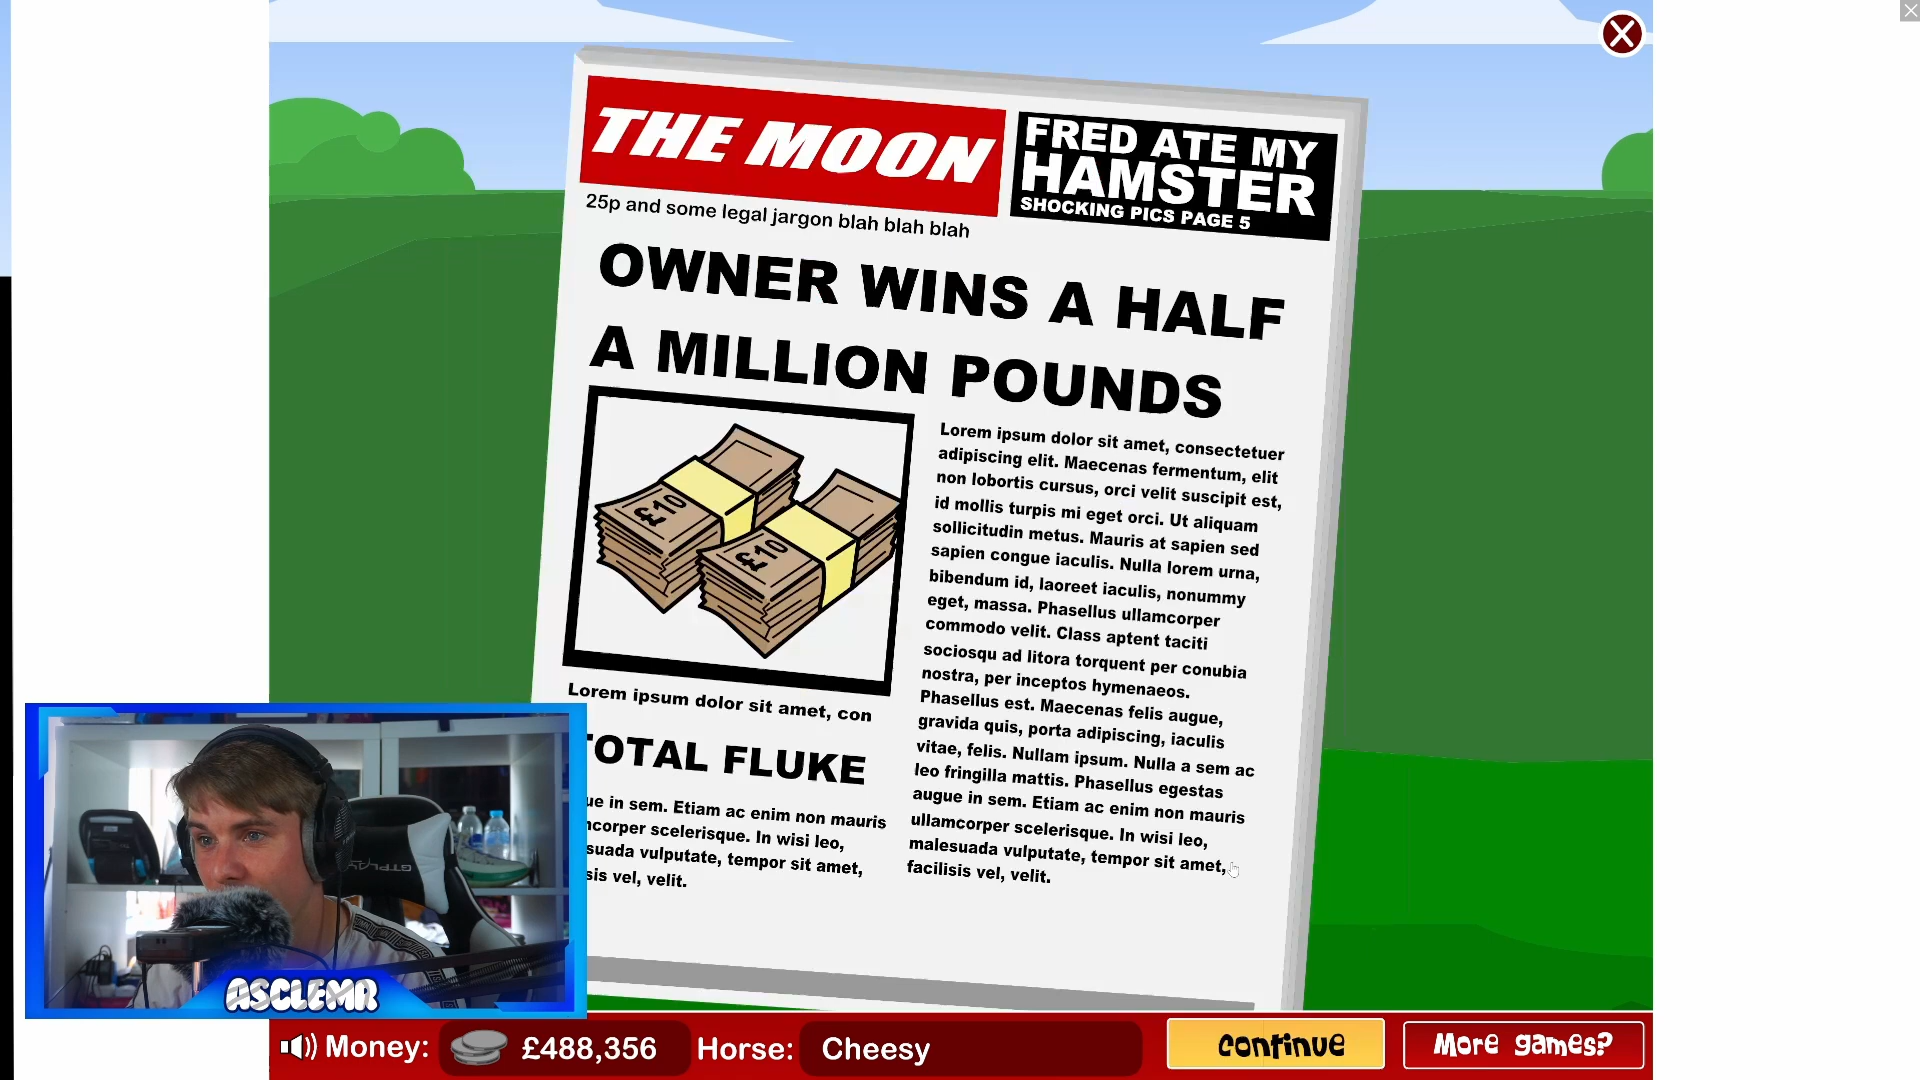 THE MOON
FRED ATE MY
HAMSTER
SHOCKING PICS PAGE 5
25p and some legal jargon blah blah blah
OWNER WINS A HALF
A MILLION POUNDS
£10
£10
Lorem ipsum dolor sit amet, con
TOTAL FLUKE
ue in sem. Etiam ac enim non mauris
ncorper scelerisque. In wisi leo,
suada vulputate, tempor sit amet,
sis vel, velit.
Lorem ipsum dolor sit amet, consectetuer
adipiscing elit. Maecenas fermentum, elit
non lobortis cursus, orci velit suscipit est,
id mollis turpis mi eget orci. Ut aliquam
sollicitudin metus. Mauris at sapien sed
sapien congue iaculis. Nulla lorem urna,
bibendum id, laoreet iaculis, nonummy
eget, massa. Phasellus ullamcorper
commodo velit. Class aptent taciti
sociosqu ad litora torquent per conubia
nostra, per inceptos hymenaeos.
Phasellus est. Maecenas felis augue,
gravida quis, porta adipiscing, iaculis
vitae, felis. Nullam ipsum. Nulla a sem ac
leo fringilla mattis. Phasellus egestas
augue in sem. Etiam ac enim non mauris
ullamcorper scelerisque. In wisi leo,
malesuada vulputate, tempor sit amet,
facilisis vel, velit.
GTPLAY
ASCLEMR
Money: £488,356 Horse: Cheesy
continue
More games?